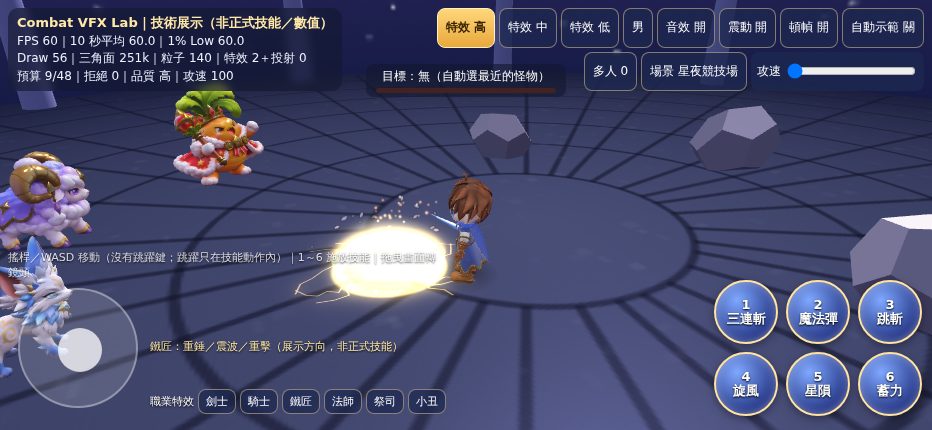 Combat VFX Lab｜技術展示（非正式技能／數值）
FPS 60｜10 秒平均 60.0｜1% Low 60.0
Draw 56｜三角面 251k｜粒子 140｜特效 2＋投射 0
預算 9/48｜拒絕 0｜品質 高｜攻速 100
特效 高
特效 中
特效 低
男
音效 開
震動 開
頓幀 開
自動示範 關
目標：無（自動選最近的怪物）
多人 0
場景 星夜競技場
攻速
搖桿／WASD 移動（沒有跳躍鍵；跳躍只在技能動作內）｜1~6 施放技能｜拖曳畫面轉
鏡頭
1
三連斬
2
魔法彈
3
跳斬
鐵匠：重錘／震波／重擊（展示方向，非正式技能）
4
旋風
5
星隕
6
蓄力
職業特效
劍士
騎士
鐵匠
法師
祭司
小丑